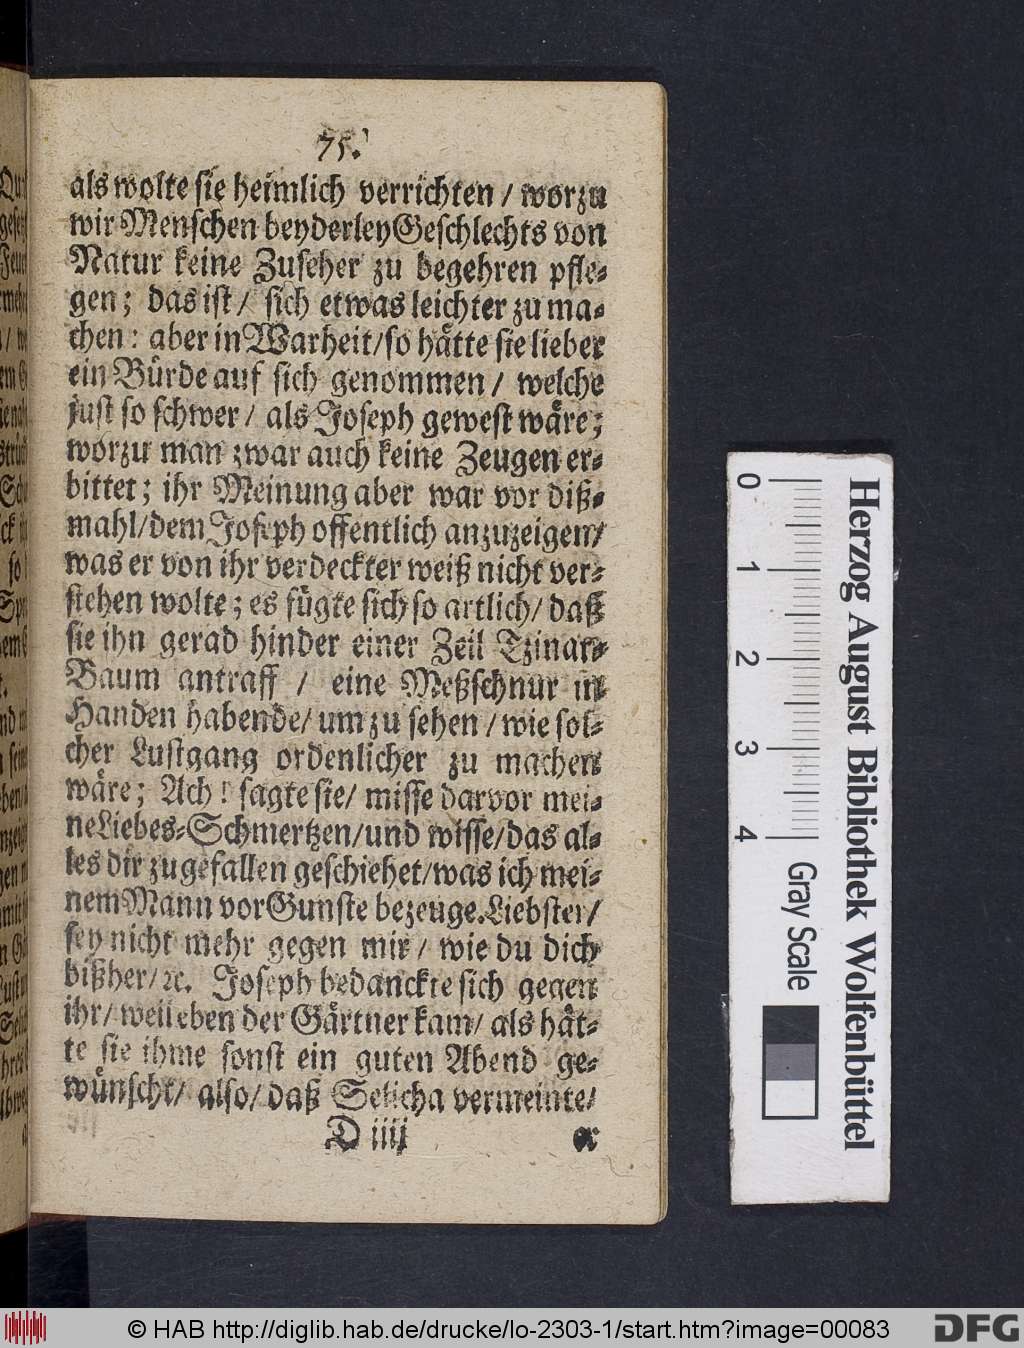 75.
als wolte sie heimlich verrichten / worzu
wir Menschen beyderley Geschlechts von
Natur keine Zuseher zu begehren pfle-
gen; das ist / sich etwas leichter zu ma-
chen: aber in Warheit / so hätte sie lieber
ein Bürde auf sich genommen / welche
just so schwer / als Joseph gewest wäre;
worzu man zwar auch keine Zeugen er-
bittet; ihr Meinung aber war vor diß-
mahl / dem Joseph offentlich anzuzeigen /
was er von ihr verdeckter weiß nicht ver-
stehen wolte; es fügte sich so artlich / daß
sie ihn gerad hinder einer Zeil Tzinar-
Baum antraff / eine Meßschnur in
Handen habende / um zu sehen / wie sol-
cher Lustgang ordenlicher zu machen
wäre; Ach! sagte sie / misse darvor mei-
ne Liebes-Schmertzen / und wisse / das al-
les dir zugefallen geschiehet / was ich mei-
nem Mann vor Gunste bezeuge. Liebster /
sey nicht mehr gegen mir / wie du dich
bißher / ꝛc. Joseph bedanckte sich gegen
ihr / weil eben der Gärtner kam / als hät-
te sie ihme sonst ein guten Abend ge-
wünscht / also / daß Selicha vermeinte /
D iiij er
0 1 2 3 4
Herzog August Bibliothek Wolfenbüttel
Gray Scale
© HAB http://diglib.hab.de/drucke/lo-2303-1/start.htm?image=00083
DFG